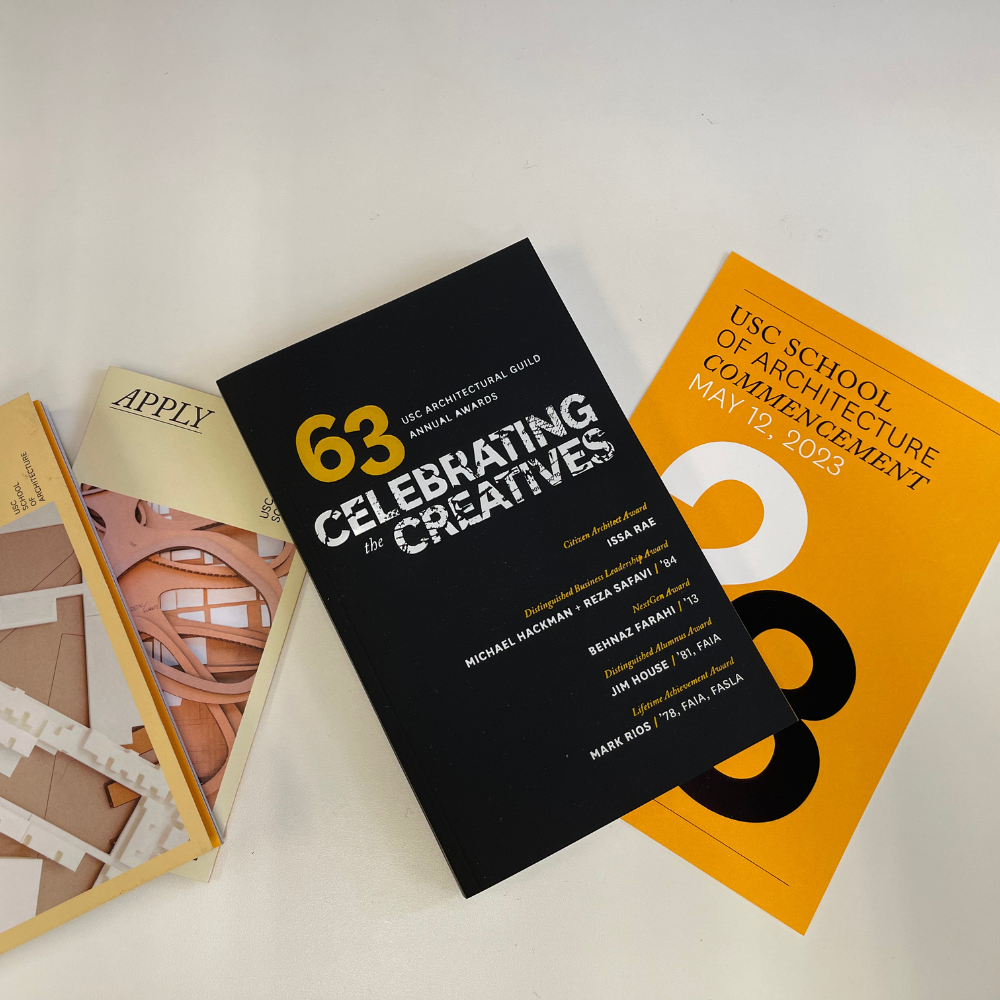 USC
SCHOOL
OF
ARCHITECTURE
APPLY
USC
63
USC ARCHITECTURAL GUILD
ANNUAL AWARDS
CELEBRATING
the CREATIVES
Citizen Architect Award
ISSA RAE
Distinguished Business Leadership Award
MICHAEL HACKMAN + REZA SAFAVI / '84
NextGen Award
BEHNAZ FARAHI / '13
Distinguished Alumnus Award
JIM HOUSE / '81, FAIA
Lifetime Achievement Award
MARK RIOS / '78, FAIA, FASLA
USC SCHOOL
OF ARCHITECTURE
COMMENCEMENT
MAY 12, 2023